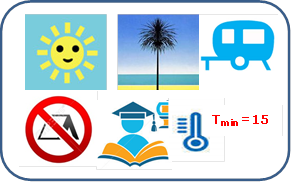 Tmin = 15